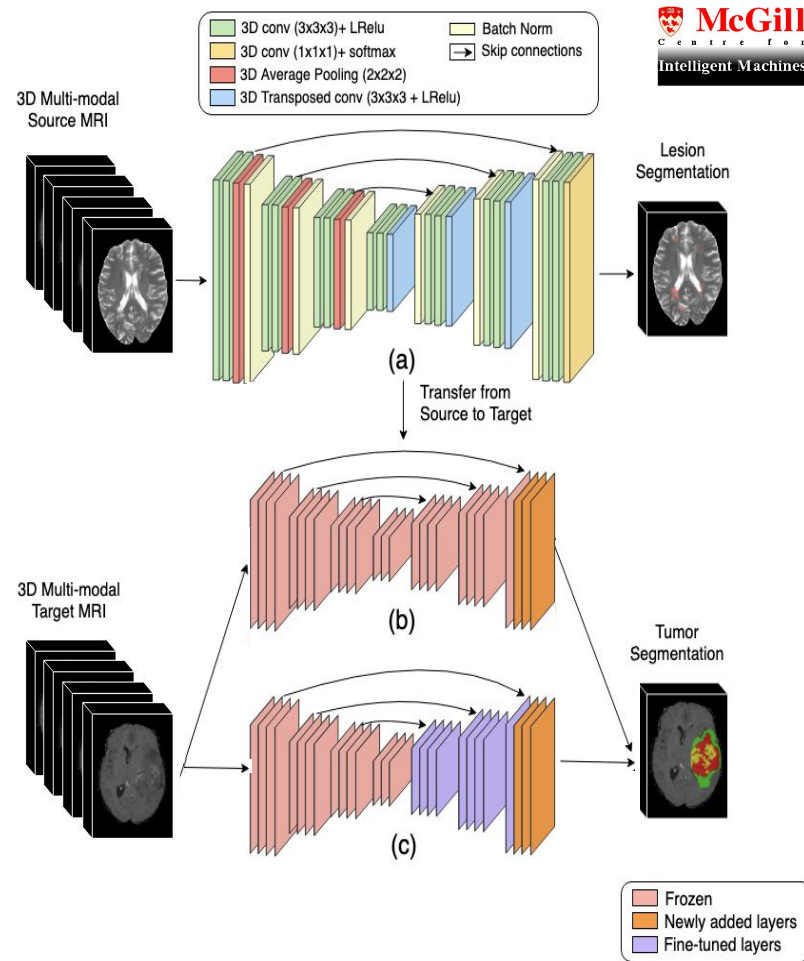 3D conv (3x3x3)+ LRelu
3D conv (1x1x1)+ softmax
3D Average Pooling (2x2x2)
3D Transposed conv (3x3x3 + LRelu)
Batch Norm
Skip connections
McGill
Centre for
Intelligent Machines
3D Multi-modal
Source MRI
Lesion
Segmentation
(a)
Transfer from
Source to Target
3D Multi-modal
Target MRI
(b)
Tumor
Segmentation
(c)
Frozen
Newly added layers
Fine-tuned layers